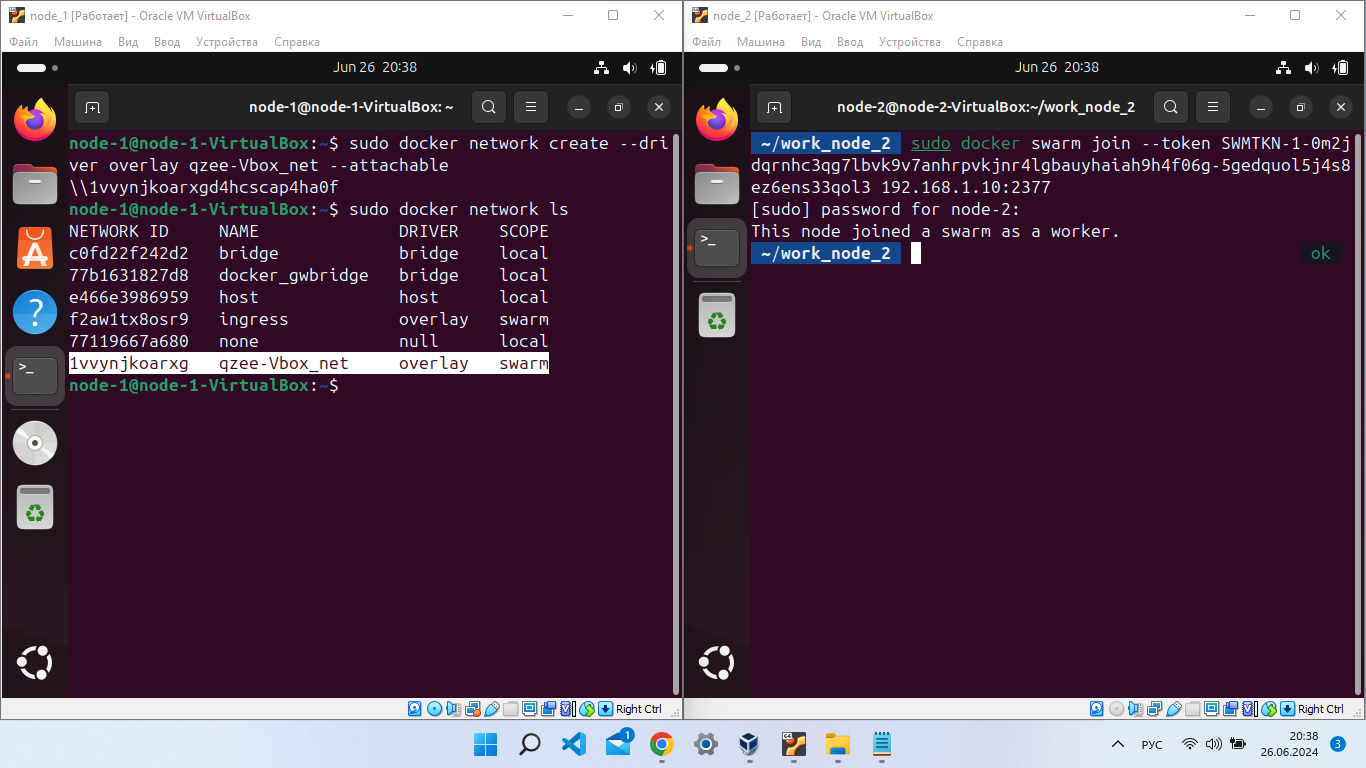 node_1 [Работает] - Oracle VM VirtualBox
Файл Машина Вид Ввод Устройства Справка
Jun 26 20:38
node-1@node-1-VirtualBox: ~
node-1@node-1-VirtualBox:~$ sudo docker network create --dri
ver overlay qzee-Vbox_net --attachable
\\1vvynjkoarxgd4hcscap4ha0f
node-1@node-1-VirtualBox:~$ sudo docker network ls
NETWORK ID NAME DRIVER SCOPE
c0fd22f242d2 bridge bridge local
77b1631827d8 docker_gwbridge bridge local
e466e3986959 host host local
f2aw1tx8osr9 ingress overlay swarm
77119667a680 none null local
1vvynjkoarxg qzee-Vbox_net overlay swarm
node-1@node-1-VirtualBox:~$
Right Ctrl
node_2 [Работает] - Oracle VM VirtualBox
Файл Машина Вид Ввод Устройства Справка
Jun 26 20:38
node-2@node-2-VirtualBox:~/work_node_2
~/work_node_2 sudo docker swarm join --token SWMTKN-1-0m2j
dqrnhc3qg7lbvk9v7anhrpvkjnr4lgbauyhaiah9h4f06g-5gedquol5j4s8
ez6ens33qol3 192.168.1.10:2377
[sudo] password for node-2:
This node joined a swarm as a worker.
~/work_node_2 ok
Right Ctrl
1
64
РУС
20:38
26.06.2024
3